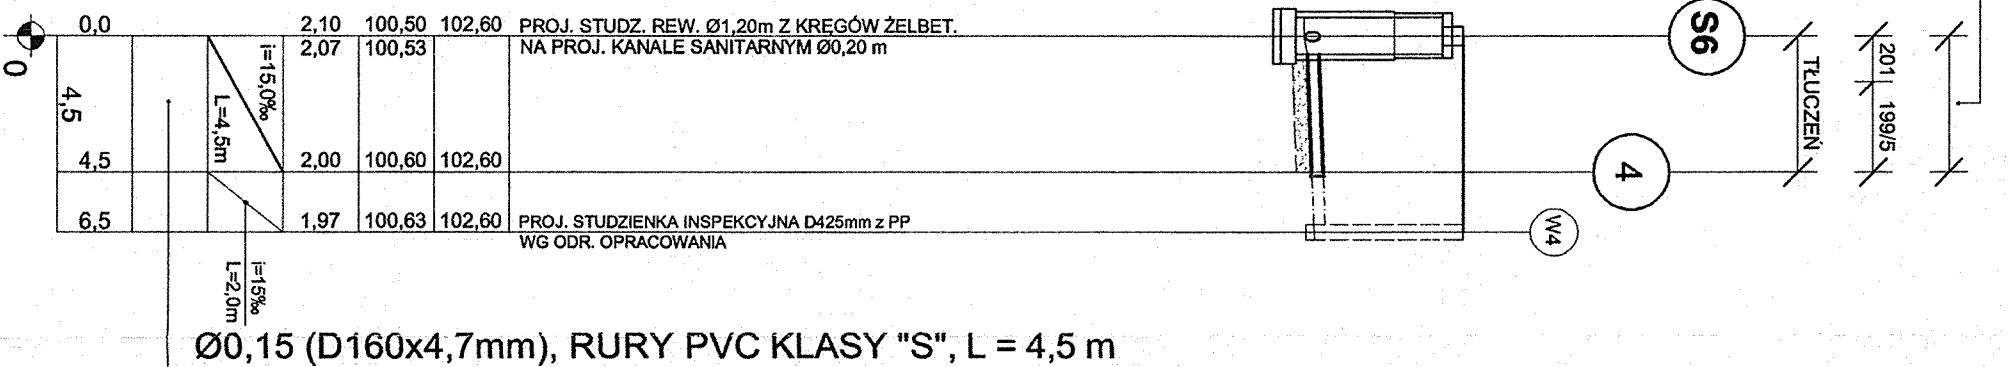 0,0 2,10 100,50 102,60 PROJ. STUDZ. REW. Ø1,20m Z KRĘGÓW ŻELBET.
2,07 100,53 NA PROJ. KANALE SANITARNYM Ø0,20 m
0
4,5
i=15,0‰
L=4,5m
4,5 2,00 100,60 102,60
6,5 1,97 100,63 102,60 PROJ. STUDZIENKA INSPEKCYJNA D425mm z PP
WG ODR. OPRACOWANIA
i=15‰
L=2,0m
S6
4
W4
TŁUCZEŃ
201
199/5
Ø0,15 (D160x4,7mm), RURY PVC KLASY "S", L = 4,5 m